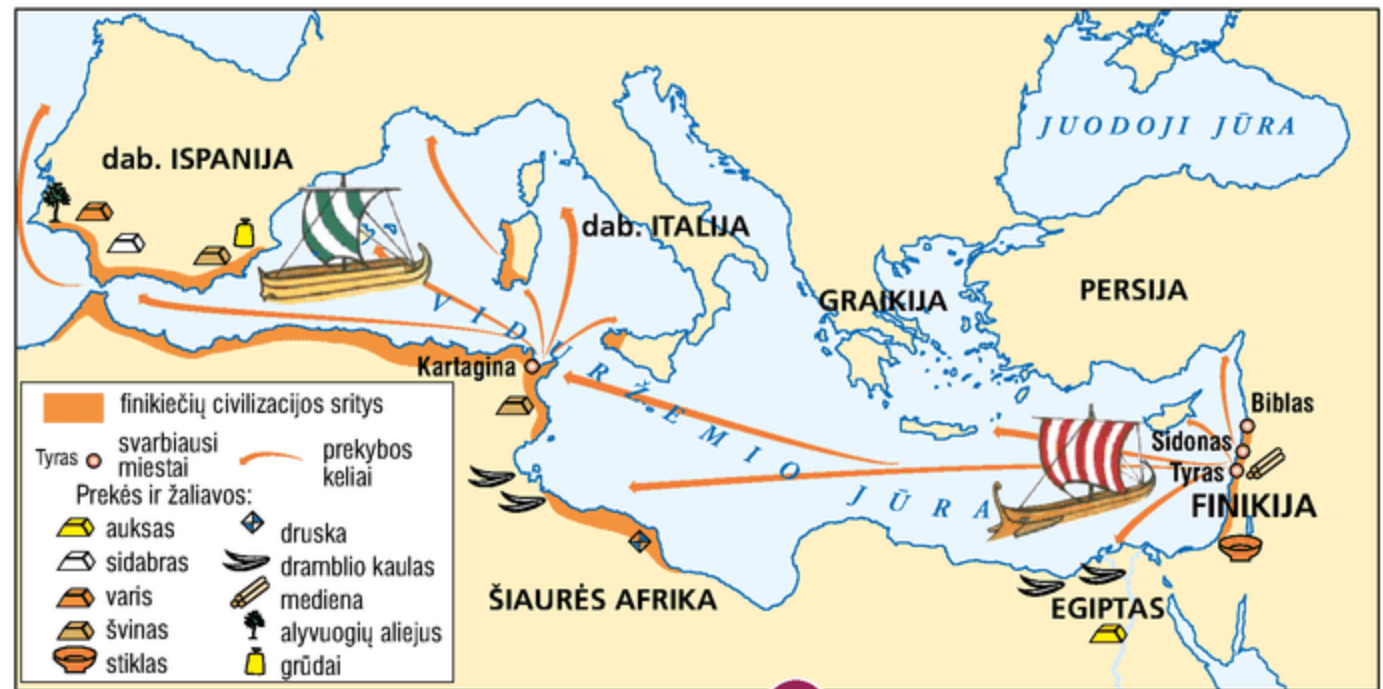 JUODOJI JŪRA
dab. ISPANIJA
dab. ITALIJA
GRAIKIJA
PERSIJA
VIDURŽEMIO JŪRA
Kartagina
Biblas
Sidonas
Tyras
FINIKIJA
ŠIAURĖS AFRIKA
EGIPTAS
finikiečių civilizacijos sritys
Tyras
svarbiausi
miestai
prekybos
keliai
Prekės ir žaliavos:
auksas
sidabras
varis
švinas
stiklas
druska
dramblio kaulas
mediena
alyvuogių aliejus
grūdai